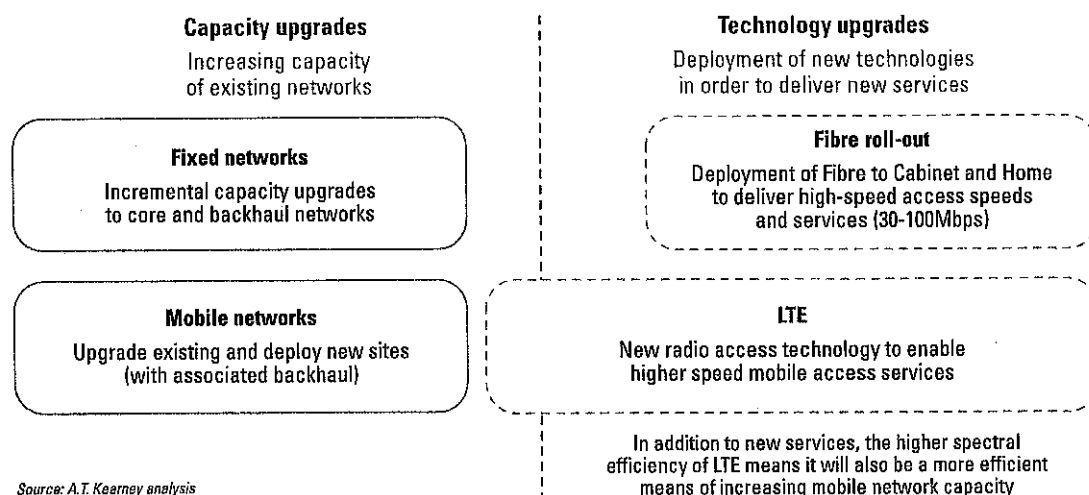 Capacity upgrades
Increasing capacity
of existing networks
Fixed networks
Incremental capacity upgrades
to core and backhaul networks
Mobile networks
Upgrade existing and deploy new sites
(with associated backhaul)
Source: A.T. Kearney analysis
Technology upgrades
Deployment of new technologies
in order to deliver new services
Fibre roll-out
Deployment of Fibre to Cabinet and Home
to deliver high-speed access speeds
and services (30-100Mbps)
LTE
New radio access technology to enable
higher speed mobile access services
In addition to new services, the higher spectral
efficiency of LTE means it will also be a more efficient
means of increasing mobile network capacity